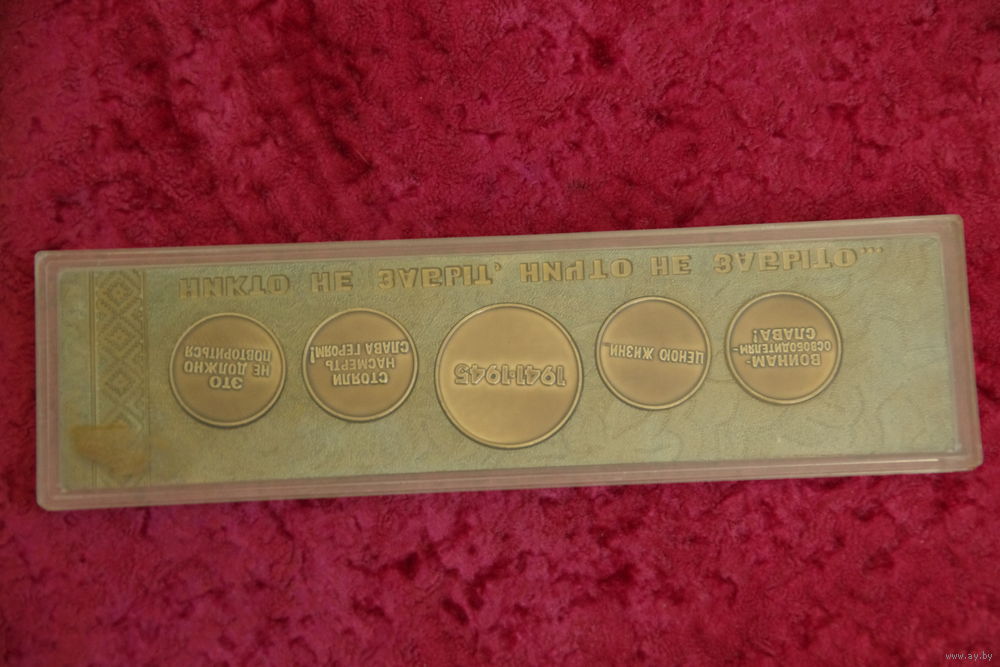 НИКТО НЕ ЗАБЫТ, НИЧТО НЕ ЗАБЫТО...
ЭТО
НЕ ДОЛЖНО
ПОВТОРИТЬСЯ
СТОЯЛИ
НАСМЕРТЬ
СЛАВА ГЕРОЯМ!
1941-1945
ЦЕНОЮ ЖИЗНИ...
ВОИНАМ-
ОСВОБОДИТЕЛЯМ-
СЛАВА!
www.ay.by